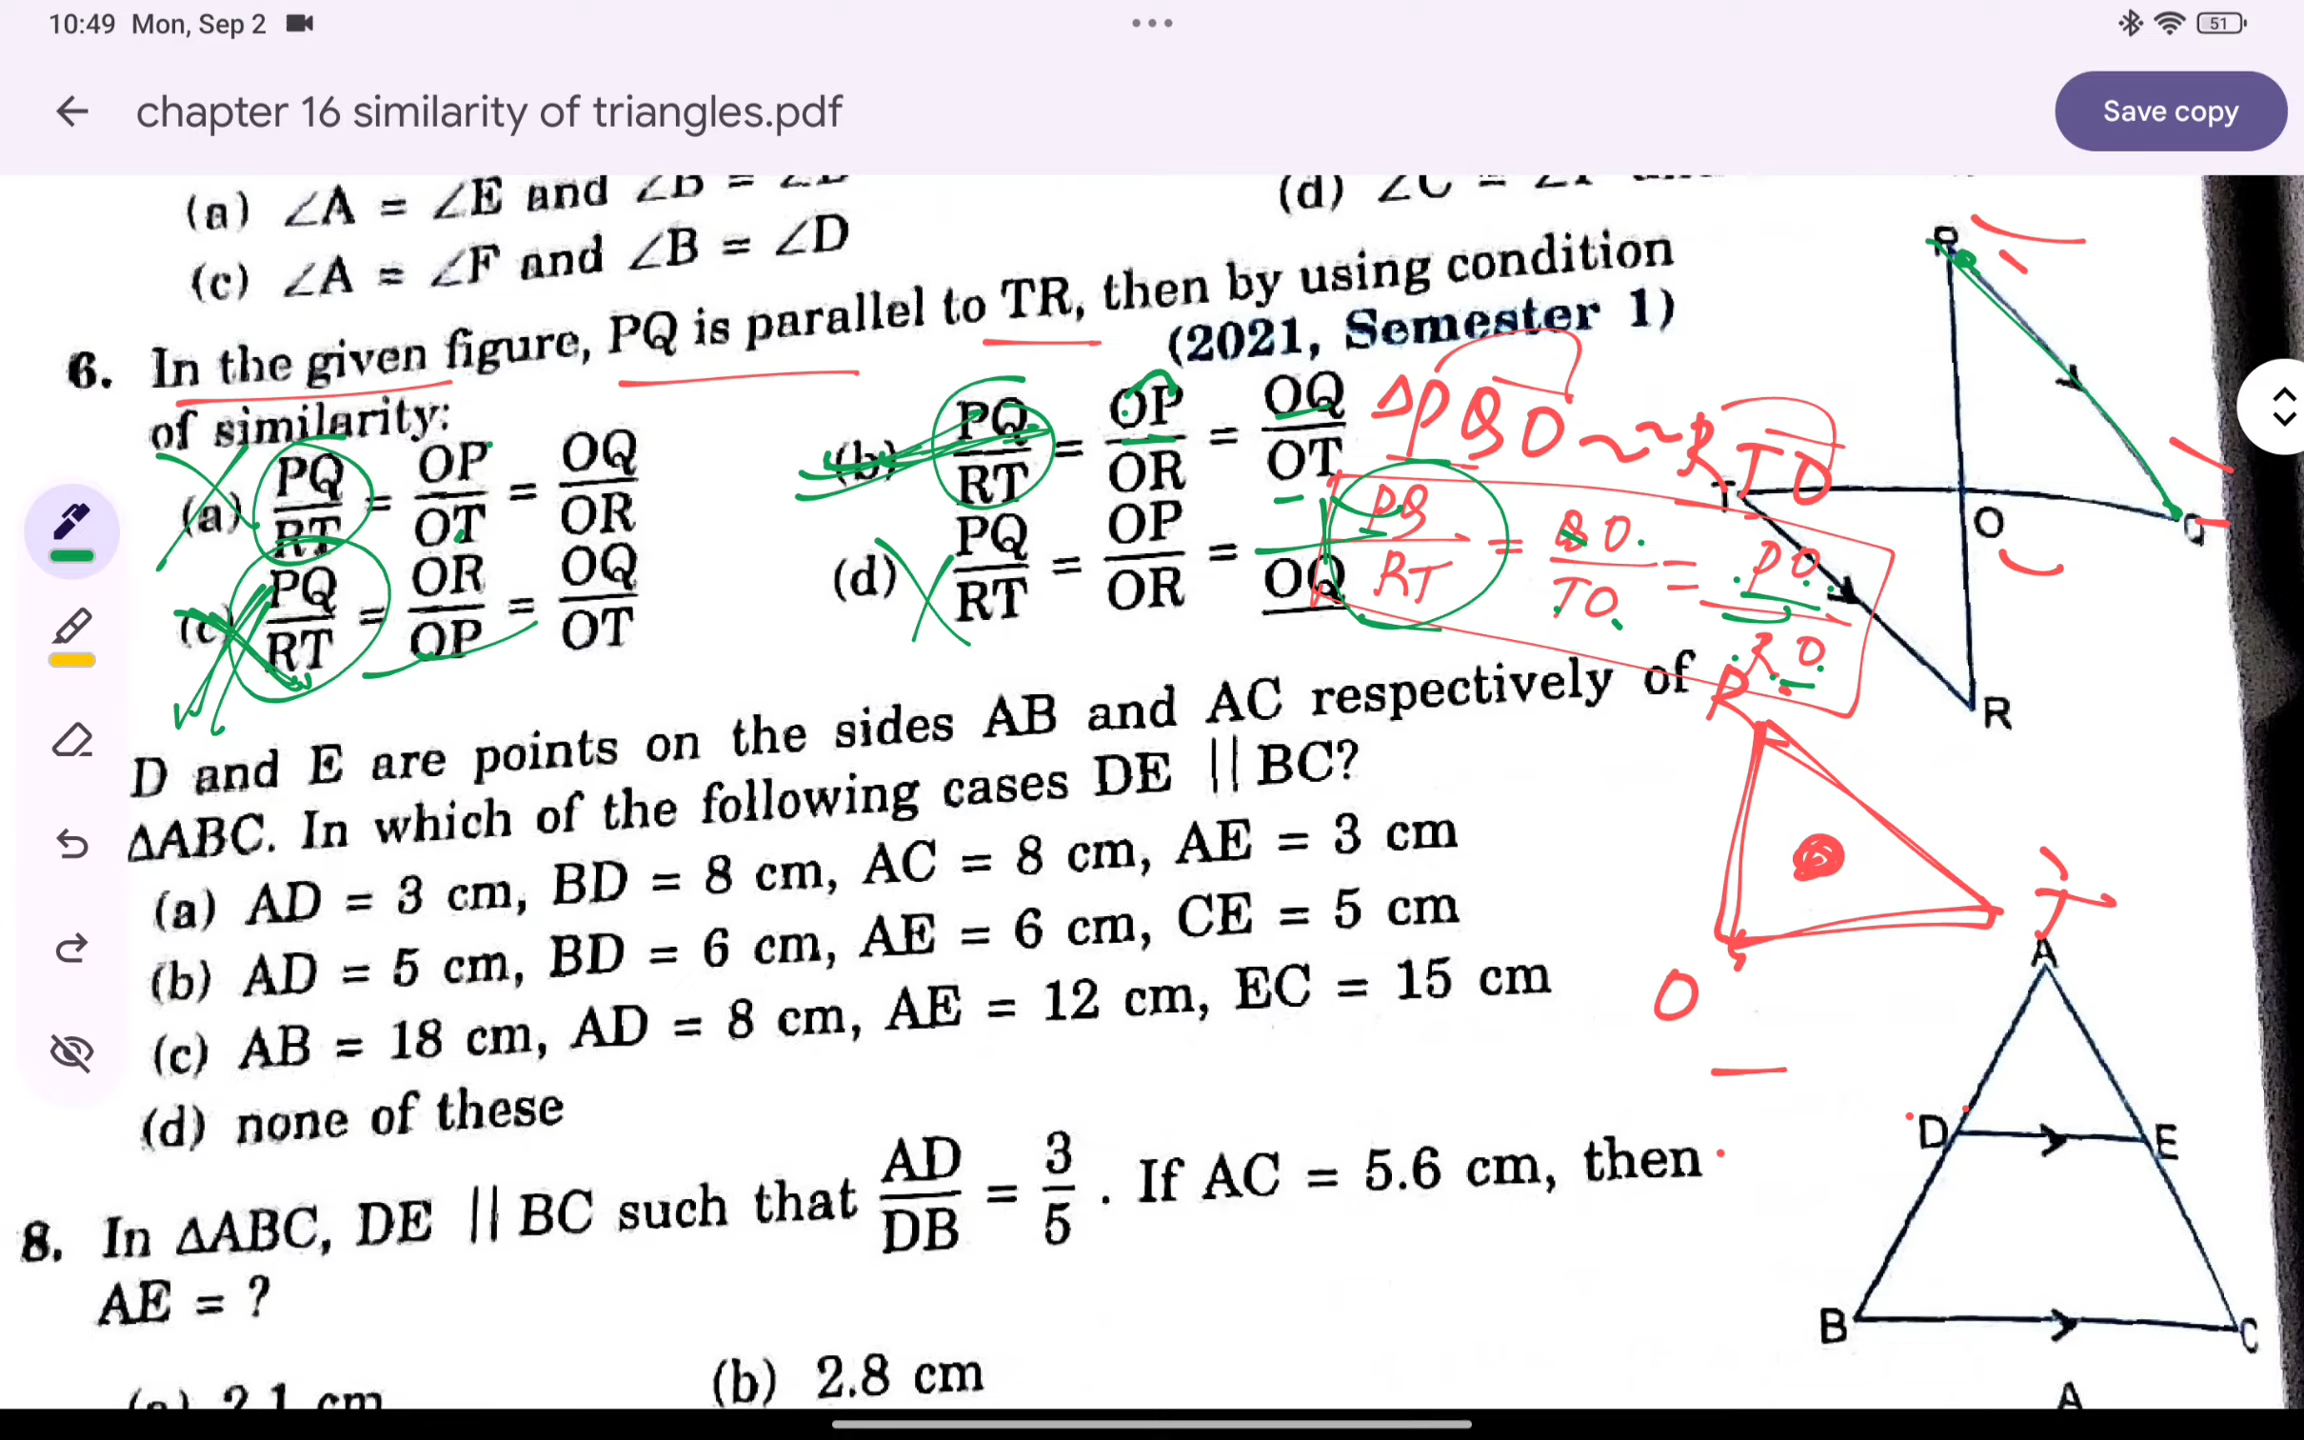 10:49 Mon, Sep 2
51
chapter 16 similarity of triangles.pdf
Save copy
(a) ∠A = ∠E and
(d)
(c) ∠A = ∠F and ∠B = ∠D
6. In the given figure, PQ is parallel to TR, then by using condition
of similarity:
(2021, Semester 1)
(a) PQ/RT = OP/OT = OQ/OR
(b) PQ/RT = OP/OR = OQ/OT
(c) PQ/RT = OR/OP = OQ/OT
(d) PQ/RT = OP/OR = /OQ
ΔPQO ~~ RTO
PQ/RT = QO/TO = PO/RO
P
T
O
Q
R
D and E are points on the sides AB and AC respectively of
ΔABC. In which of the following cases DE || BC?
(a) AD = 3 cm, BD = 8 cm, AC = 8 cm, AE = 3 cm
(b) AD = 5 cm, BD = 6 cm, AE = 6 cm, CE = 5 cm
(c) AB = 18 cm, AD = 8 cm, AE = 12 cm, EC = 15 cm
(d) none of these
R
T
O
A
D
E
B
C
8. In ΔABC, DE || BC such that AD/DB = 3/5. If AC = 5.6 cm, then
AE = ?
2.1 cm
(b) 2.8 cm
A